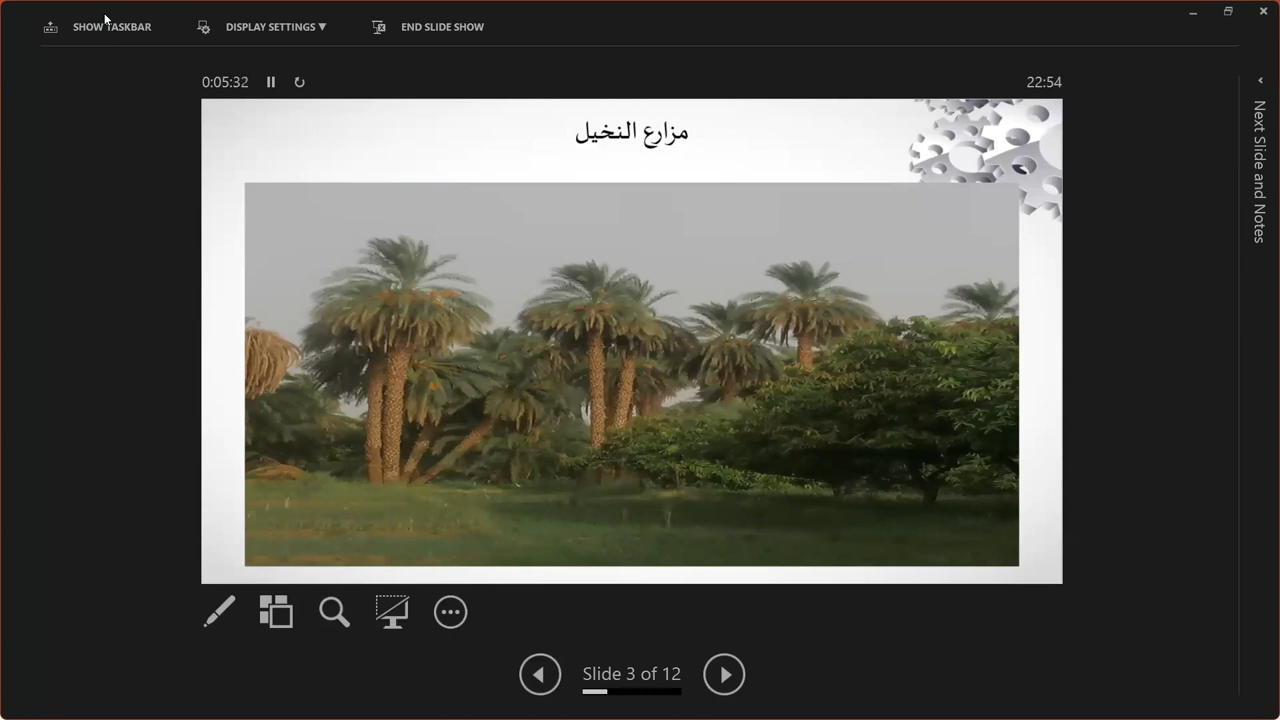 SHOW TASKBAR
DISPLAY SETTINGS ▼
END SLIDE SHOW
0:05:32
22:54
مزارع النخيل
Next Slide and Notes
Slide 3 of 12